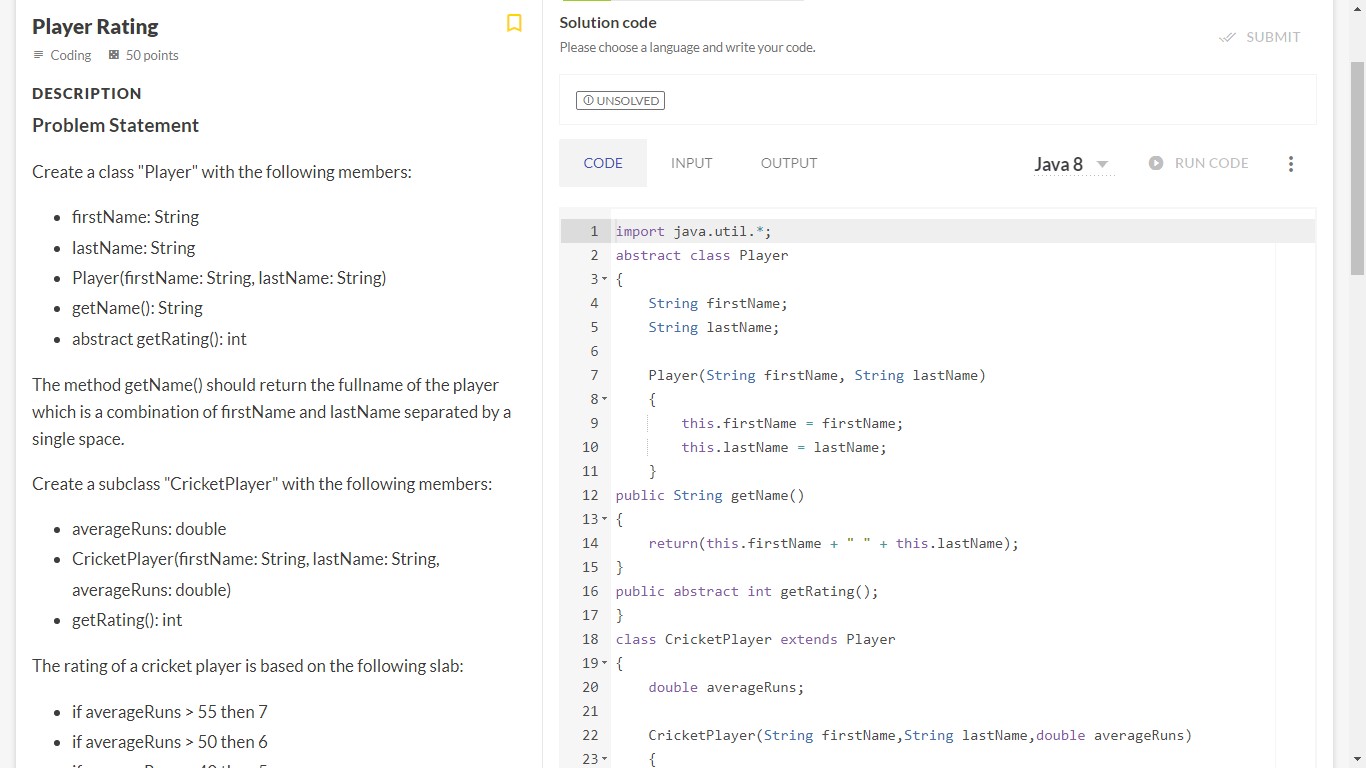 Player Rating
Coding 50 points
DESCRIPTION
Problem Statement
Create a class "Player" with the following members:
firstName: String
lastName: String
Player(firstName: String, lastName: String)
getName(): String
abstract getRating(): int
The method getName() should return the fullname of the player
which is a combination of firstName and lastName separated by a
single space.
Create a subclass "CricketPlayer" with the following members:
averageRuns: double
CricketPlayer(firstName: String, lastName: String,
averageRuns: double)
getRating(): int
The rating of a cricket player is based on the following slab:
if averageRuns > 55 then 7
if averageRuns > 50 then 6
Solution code
Please choose a language and write your code.
SUBMIT
UNSOLVED
CODE INPUT OUTPUT Java 8 RUN CODE
1 import java.util.*;
2 abstract class Player
3 {
4 String firstName;
5 String lastName;
6
7 Player(String firstName, String lastName)
8 {
9 this.firstName = firstName;
10 this.lastName = lastName;
11 }
12 public String getName()
13 {
14 return(this.firstName + " " + this.lastName);
15 }
16 public abstract int getRating();
17 }
18 class CricketPlayer extends Player
19 {
20 double averageRuns;
21
22 CricketPlayer(String firstName,String lastName,double averageRuns)
23 {